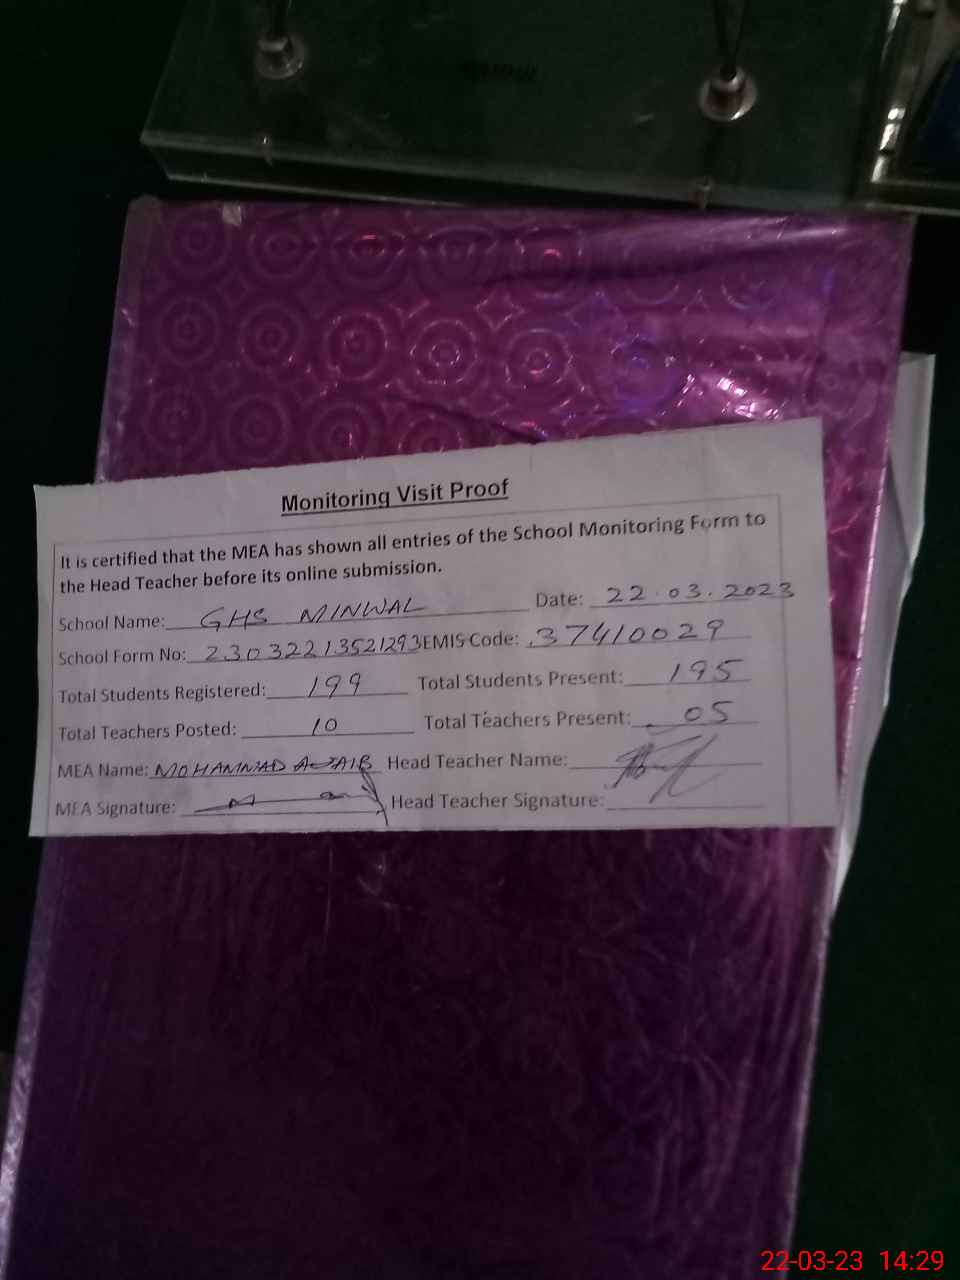 Monitoring Visit Proof
It is certified that the MEA has shown all entries of the School Monitoring Form to
the Head Teacher before its online submission.
School Name: GHS MINWAL Date: 22.03.2023
School Form No: 23032213521293 EMIS Code: 37410029
Total Students Registered: 199 Total Students Present: 195
Total Teachers Posted: 10 Total Teachers Present: 05
MEA Name: MOHAMMAD Head Teacher Name:
MEA Signature: Head Teacher Signature:
22-03-23 14:29